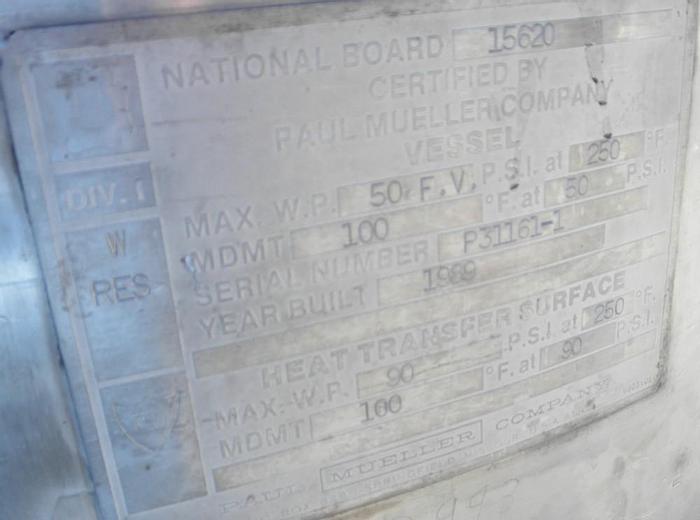 NATIONAL BOARD 15620
CERTIFIED BY
PAUL MUELLER COMPANY
VESSEL
MAX. W.P. 50 F.V. P.S.I. at 250 °F.
MDMT 100 °F. at 50 P.S.I.
SERIAL NUMBER P31161-1
YEAR BUILT 1989
DIV. 1
W
RES
HEAT TRANSFER SURFACE
MAX. W.P. 90 P.S.I. at 250 °F.
MDMT 100 °F. at 90 P.S.I.
PAUL MUELLER COMPANY